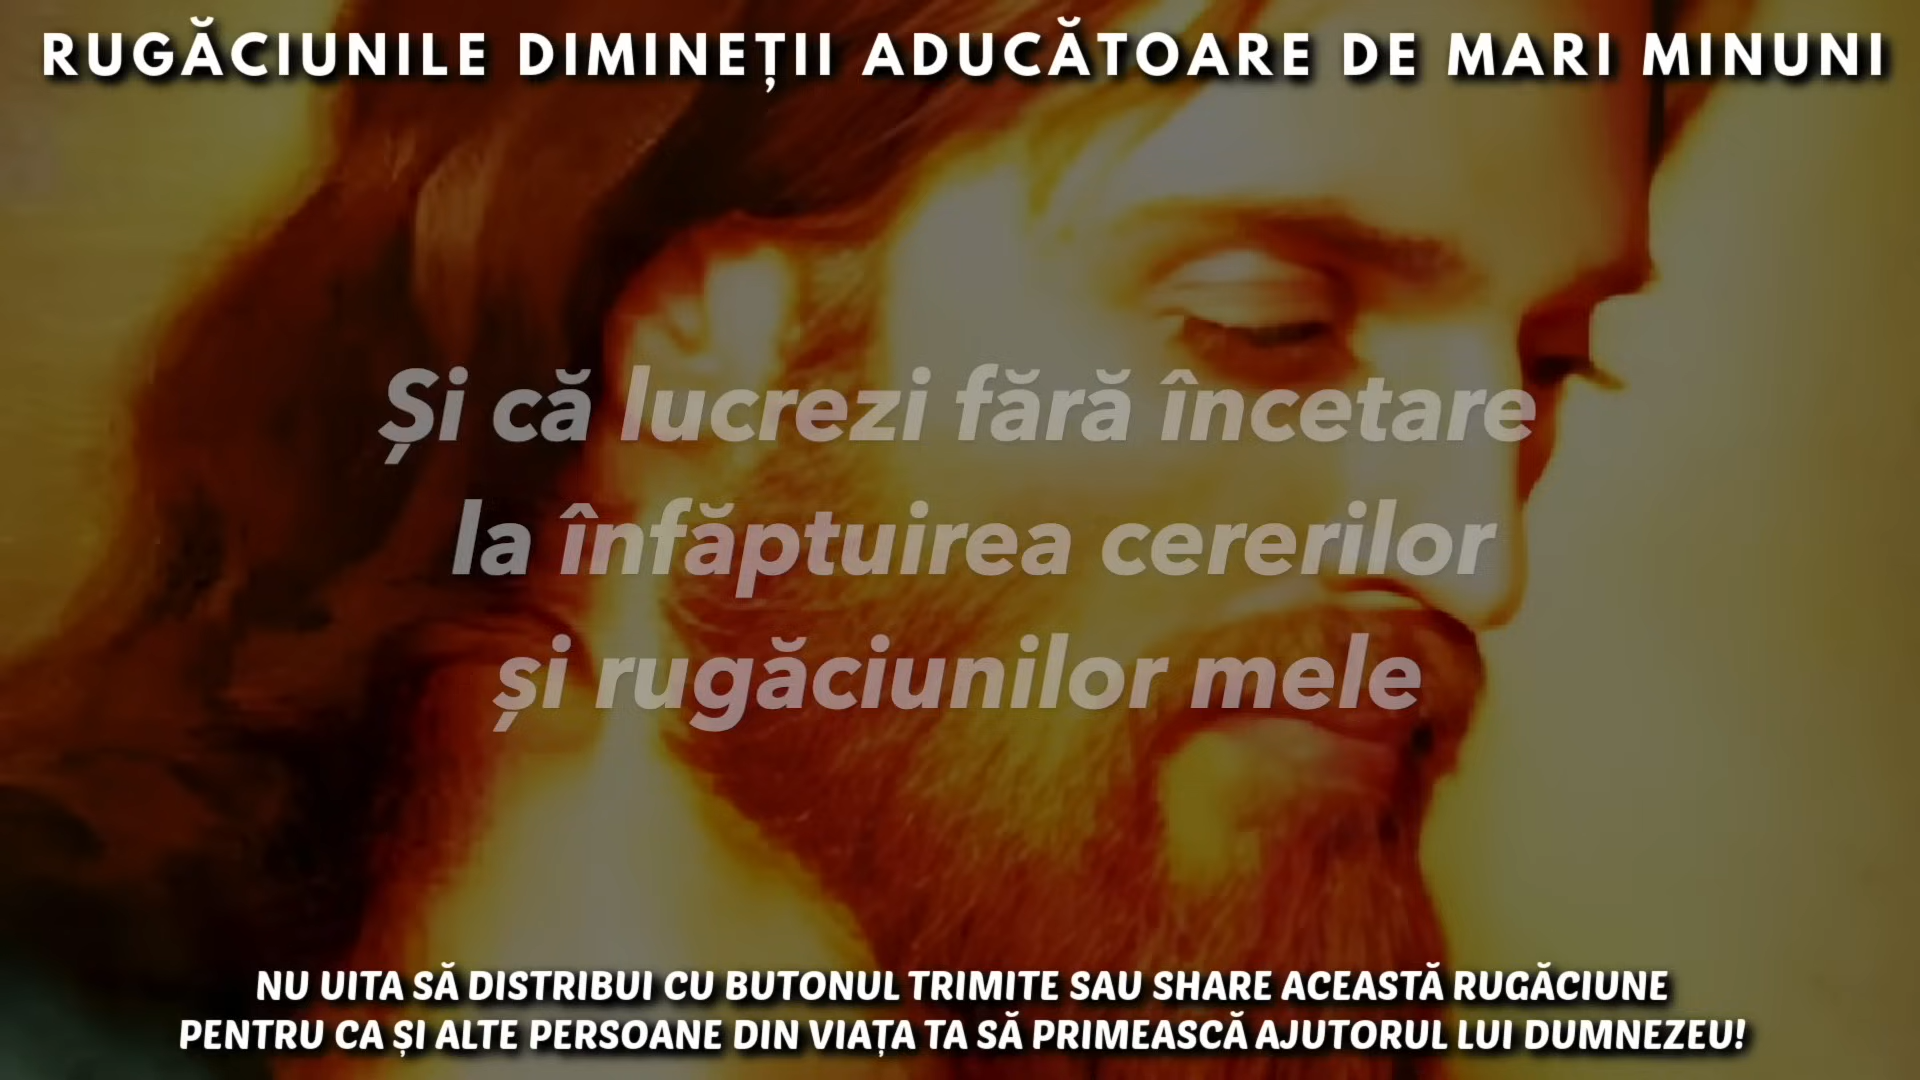 RUGĂCIUNILE DIMINEȚII ADUCĂTOARE DE MARI MINUNI
Și că lucrezi fără încetare
la înfăptuirea cererilor
și rugăciunilor mele
NU UITA SĂ DISTRIBUI CU BUTONUL TRIMITE SAU SHARE ACEASTĂ RUGĂCIUNE
PENTRU CA ȘI ALTE PERSOANE DIN VIAȚA TA SĂ PRIMEASCĂ AJUTORUL LUI DUMNEZEU!